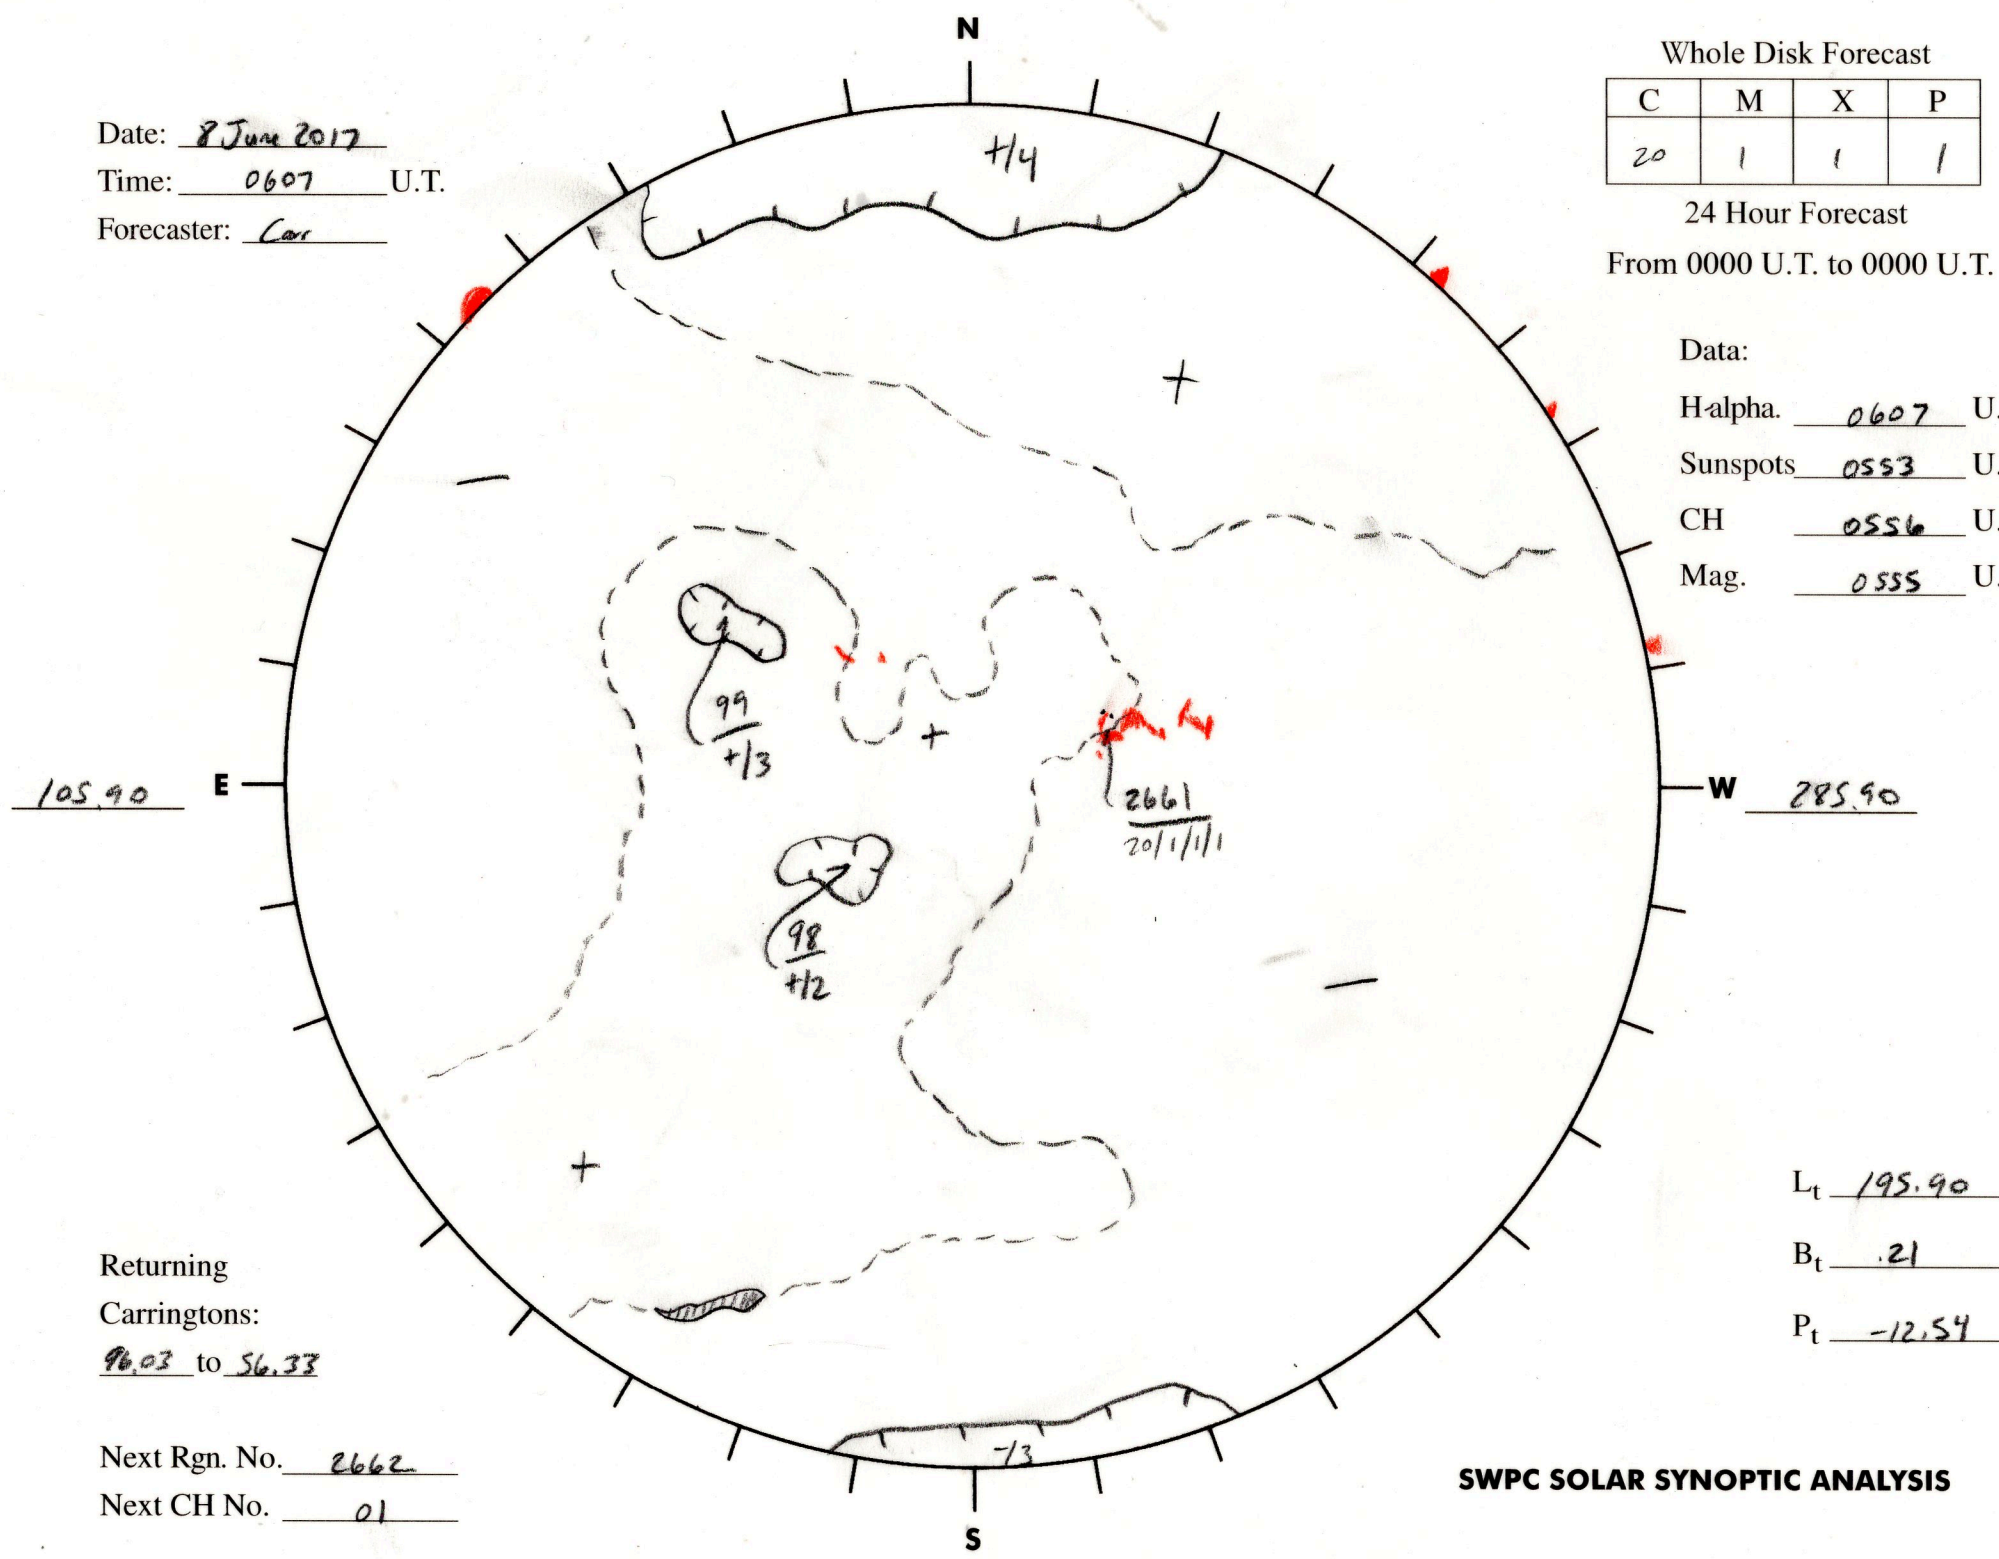 N
Whole Disk Forecast
C M X P
20 1 1 1
24 Hour Forecast
From 0000 U.T. to 0000 U.T.
Date: 8 June 2017
Time: 0607 U.T.
Forecaster: Carr
+/4
+
Data:
H-alpha. 0607 U.
Sunspots 0553 U.
CH 0556 U.
Mag. 0555 U.
—
99
+/3
+
105.90 E
W 285.90
2661
20/1/1/1
98
+/2
—
+
Lt 195.90
Bt .21
Pt -12.54
Returning
Carringtons:
96.03 to 56.33
-/3
Next Rgn. No. 2662
Next CH No. 01
SWPC SOLAR SYNOPTIC ANALYSIS
S